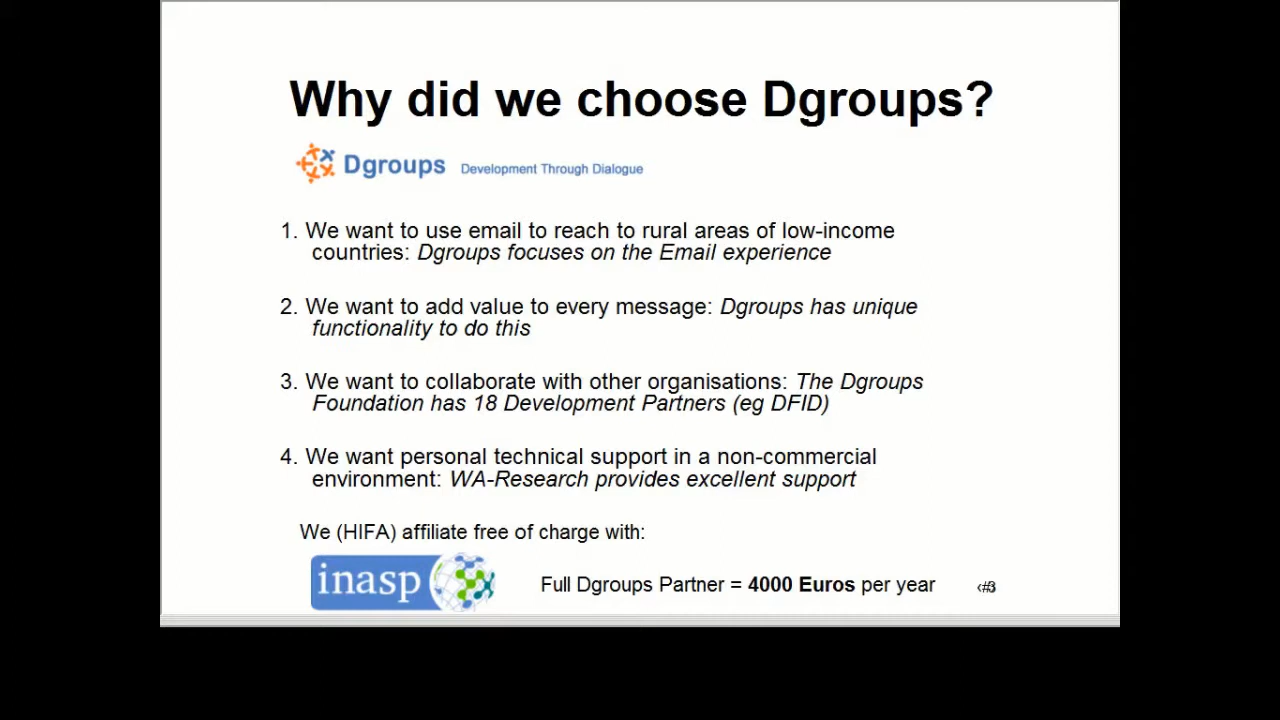 Why did we choose Dgroups?
Dgroups Development Through Dialogue
1. We want to use email to reach to rural areas of low-income
countries: Dgroups focuses on the Email experience
2. We want to add value to every message: Dgroups has unique
functionality to do this
3. We want to collaborate with other organisations: The Dgroups
Foundation has 18 Development Partners (eg DFID)
4. We want personal technical support in a non-commercial
environment: WA-Research provides excellent support
We (HIFA) affiliate free of charge with:
inasp
Full Dgroups Partner = 4000 Euros per year